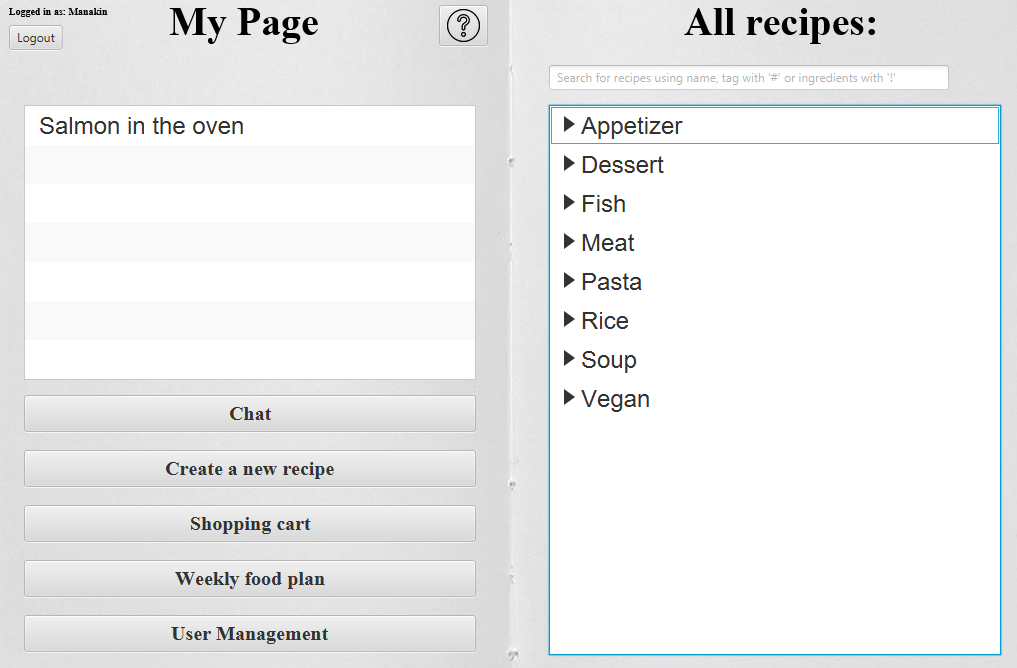 Logged in as: Manakin
Logout
My Page
?
Salmon in the oven
Chat
Create a new recipe
Shopping cart
Weekly food plan
User Management
All recipes:
Search for recipes using name, tag with '#' or ingredients with '!'
Appetizer
Dessert
Fish
Meat
Pasta
Rice
Soup
Vegan